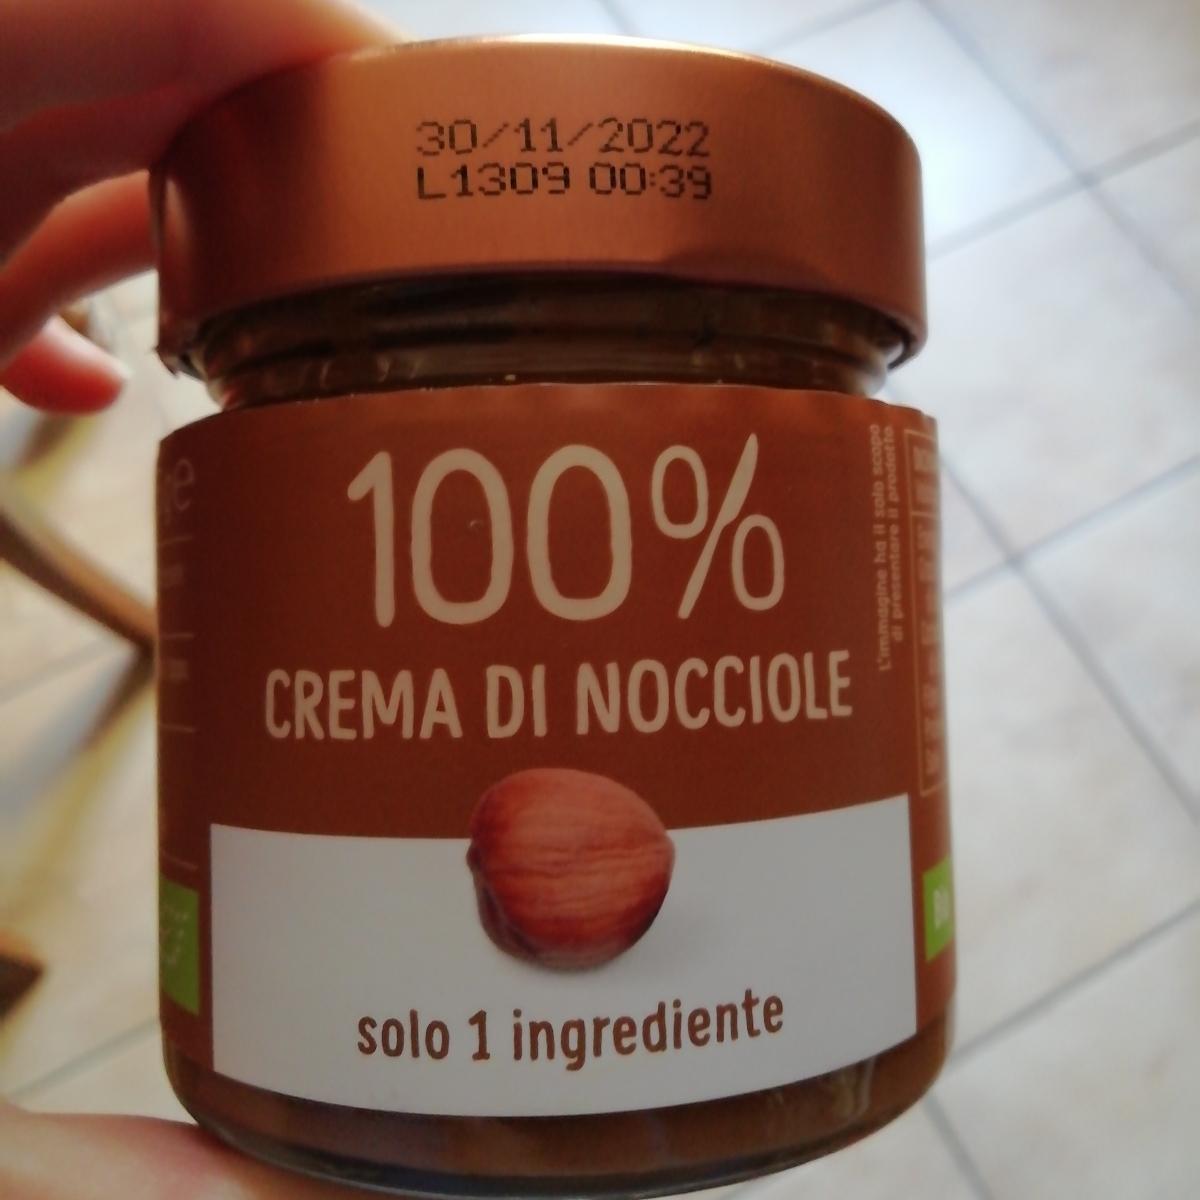 30/11/2022
L1309 00:39
100%
CREMA DI NOCCIOLE
solo 1 ingrediente
L'immagine ha il solo scopo
di presentare il prodotto.